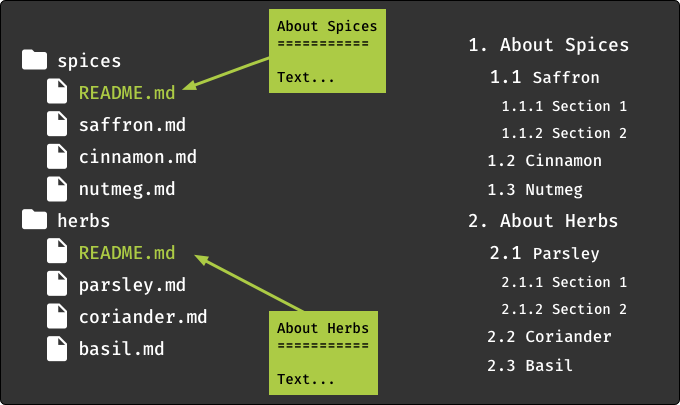 spices
README.md
saffron.md
cinnamon.md
nutmeg.md
herbs
README.md
parsley.md
coriander.md
basil.md
About Spices
===========
Text...
About Herbs
===========
Text...
1. About Spices
1.1 Saffron
1.1.1 Section 1
1.1.2 Section 2
1.2 Cinnamon
1.3 Nutmeg
2. About Herbs
2.1 Parsley
2.1.1 Section 1
2.1.2 Section 2
2.2 Coriander
2.3 Basil